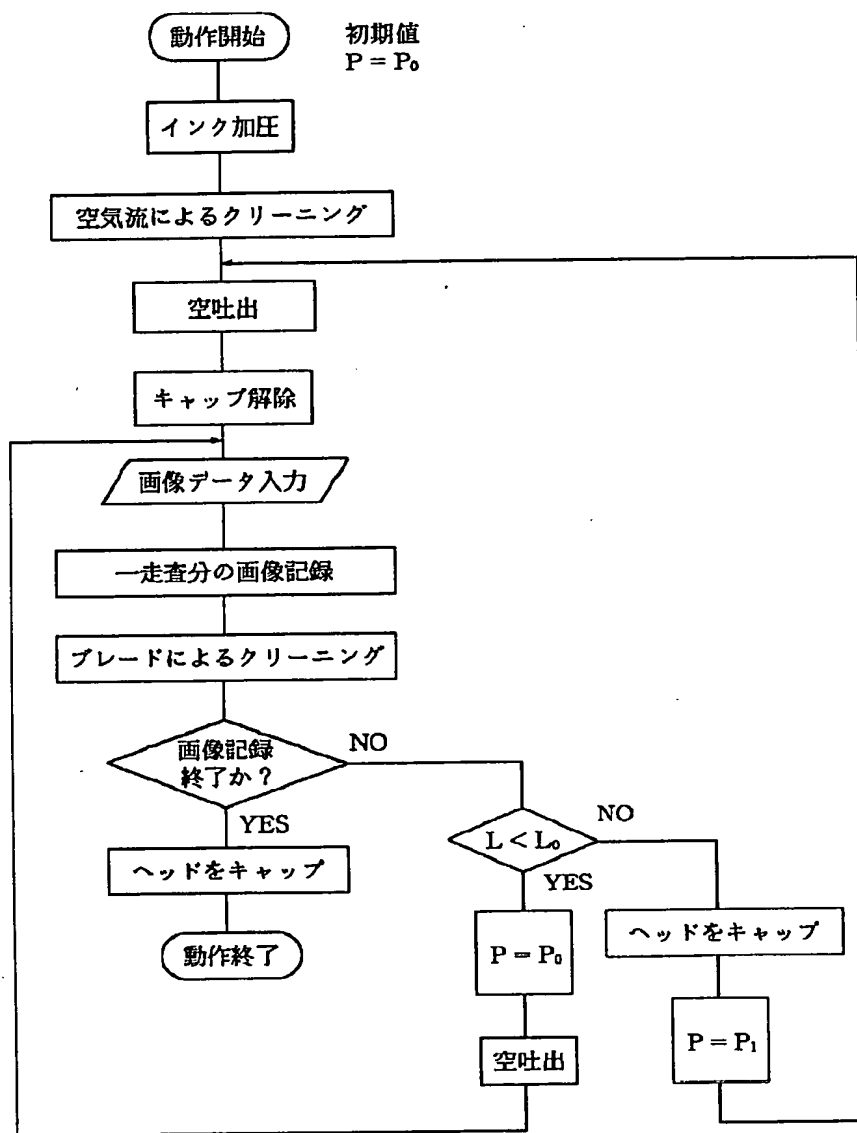 動作開始
初期値
P = P₀
インク加圧
空気流によるクリーニング
空吐出
キャップ解除
画像データ入力
一走査分の画像記録
ブレードによるクリーニング
画像記録
終了か?
NO
YES
ヘッドをキャップ
動作終了
L < L₀
NO
YES
P = P₀
空吐出
ヘッドをキャップ
P = P₁